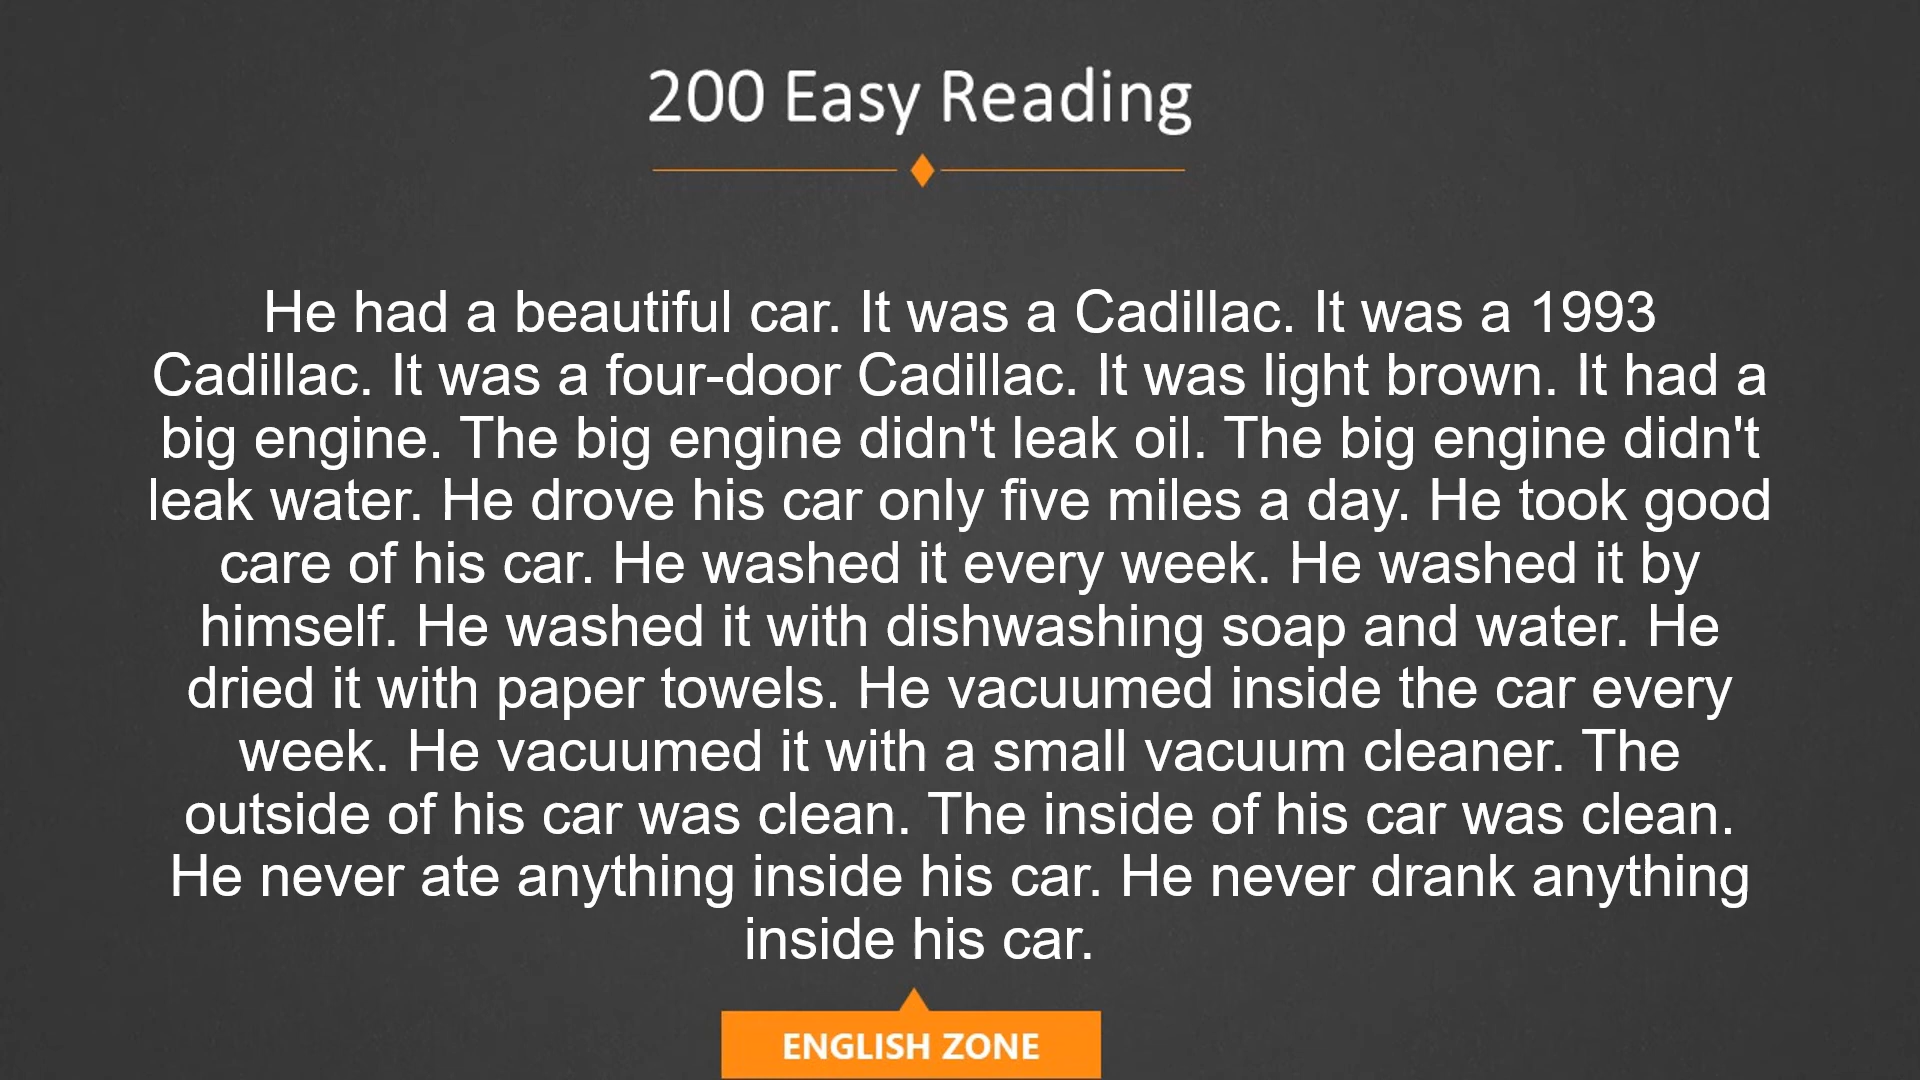 200 Easy Reading
He had a beautiful car. It was a Cadillac. It was a 1993
Cadillac. It was a four-door Cadillac. It was light brown. It had a
big engine. The big engine didn't leak oil. The big engine didn't
leak water. He drove his car only five miles a day. He took good
care of his car. He washed it every week. He washed it by
himself. He washed it with dishwashing soap and water. He
dried it with paper towels. He vacuumed inside the car every
week. He vacuumed it with a small vacuum cleaner. The
outside of his car was clean. The inside of his car was clean.
He never ate anything inside his car. He never drank anything
inside his car.
ENGLISH ZONE